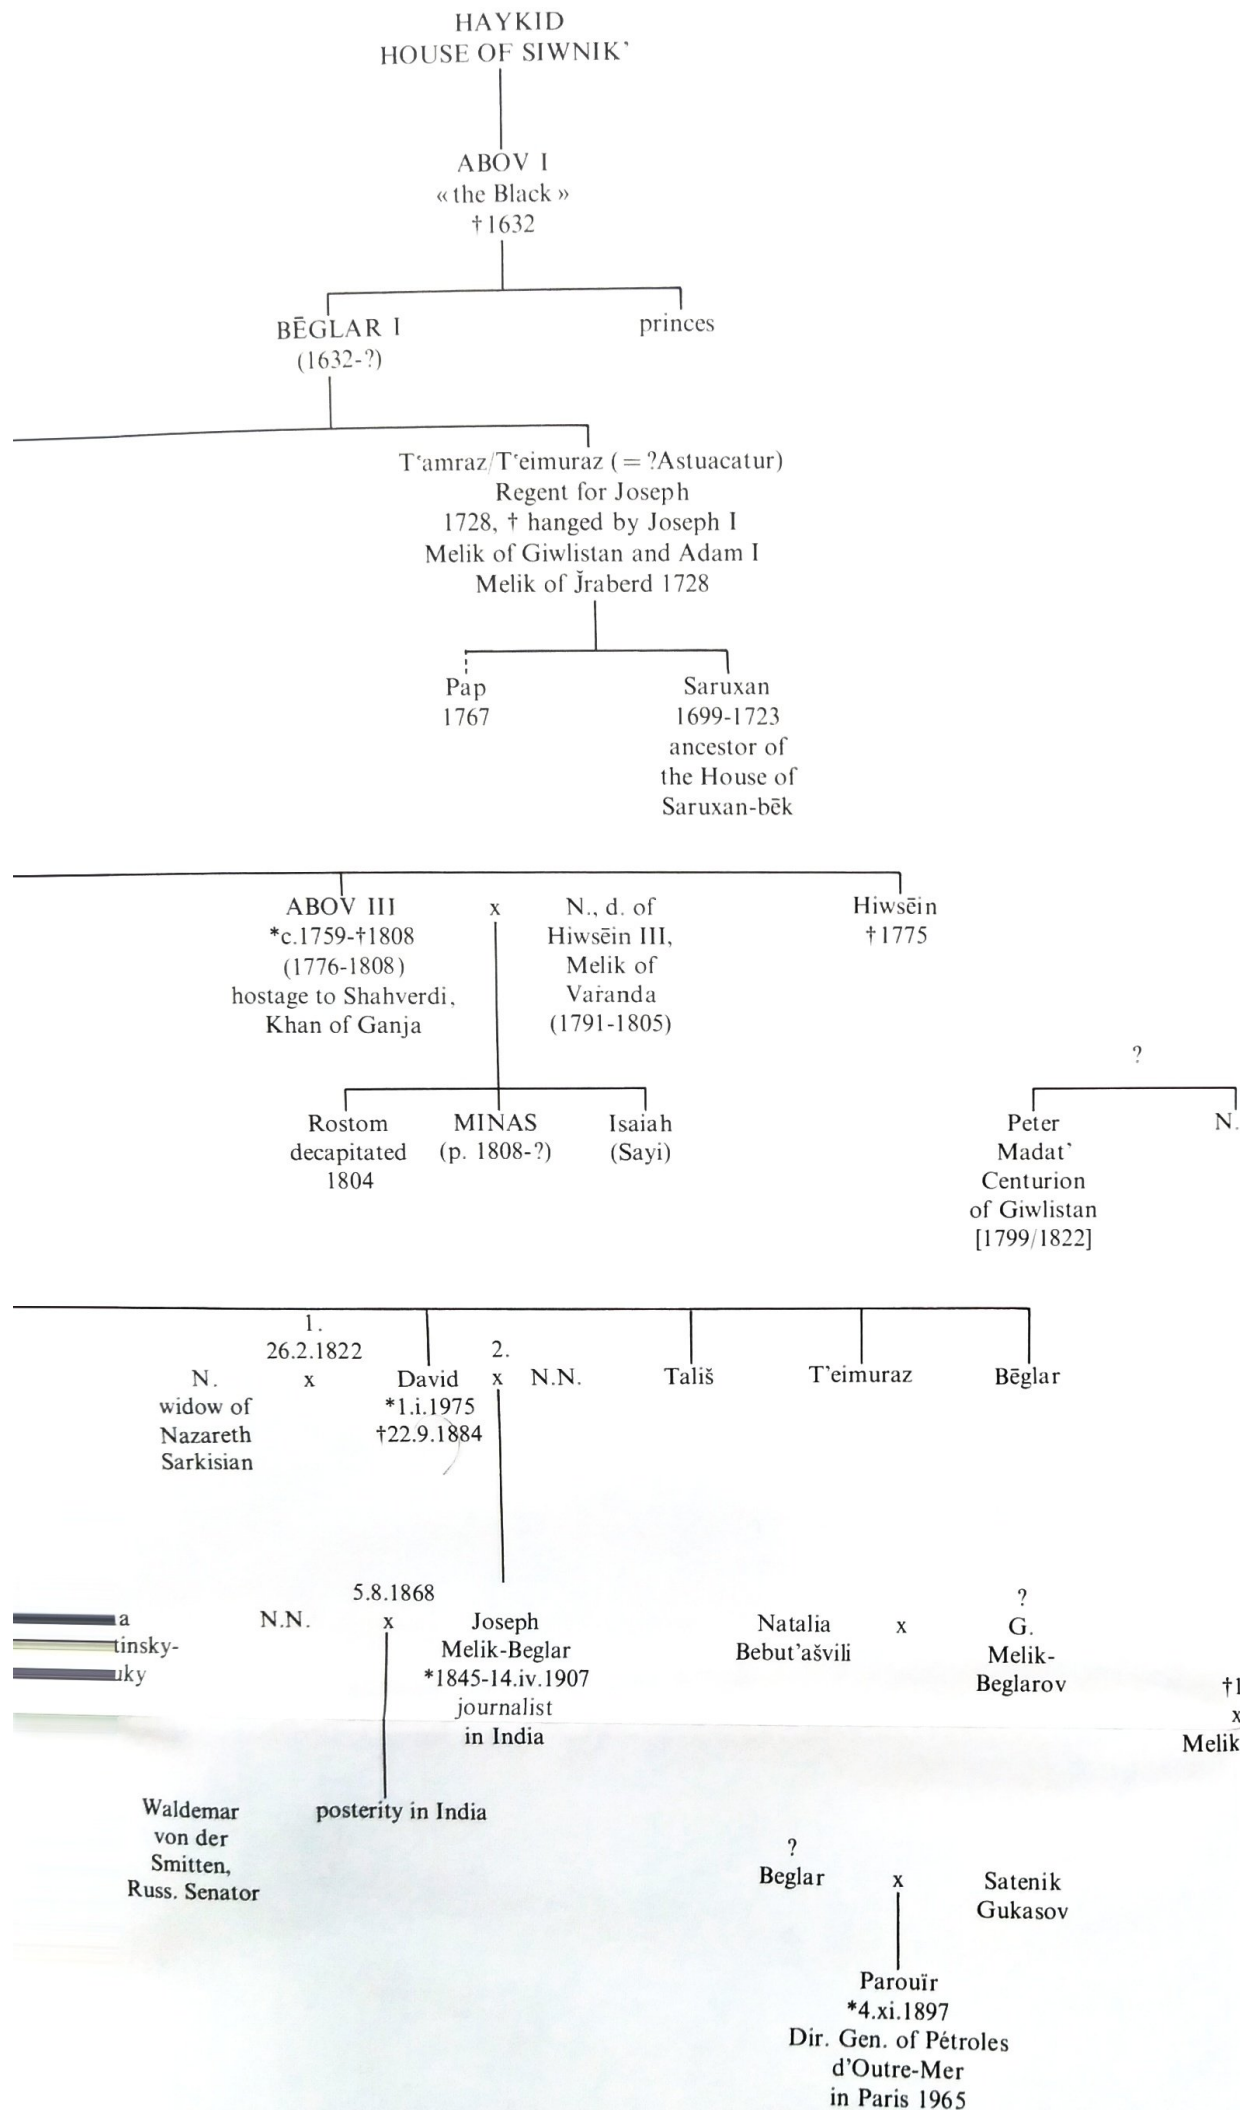 HAYKID
HOUSE OF SIWNIK’
ABOV I
« the Black »
† 1632
BĒGLAR I
(1632-?)
princes
Tʿamraz/Tʿeimuraz ( = ?Astuacatur)
Regent for Joseph
1728, † hanged by Joseph I
Melik of Giwlistan and Adam I
Melik of J̌raberd 1728
Pap
1767
Saruxan
1699-1723
ancestor of
the House of
Saruxan-bēk
ABOV III
*c.1759-†1808
(1776-1808)
hostage to Shahverdi,
Khan of Ganja
x
N., d. of
Hiwsēin III,
Melik of
Varanda
(1791-1805)
Hiwsēin
† 1775
Rostom
decapitated
1804
MINAS
(p. 1808-?)
Isaiah
(Sayi)
?
Peter
Madat’
Centurion
of Giwlistan
[1799/1822]
N.
N.
widow of
Nazareth
Sarkisian
1.
26.2.1822
x
David
*1.i.1975
†22.9.1884
2.
x
N.N.
Tališ
T’eimuraz
Bēglar
a
tinsky-
uky
N.N.
5.8.1868
x
Joseph
Melik-Beglar
*1845-14.iv.1907
journalist
in India
Natalia
Bebut’ašvili
x
?
G.
Melik-
Beglarov
†1
x
Melik
Waldemar
von der
Smitten,
Russ. Senator
posterity in India
?
Beglar
x
Satenik
Gukasov
Parouïr
*4.xi.1897
Dir. Gen. of Pétroles
d’Outre-Mer
in Paris 1965